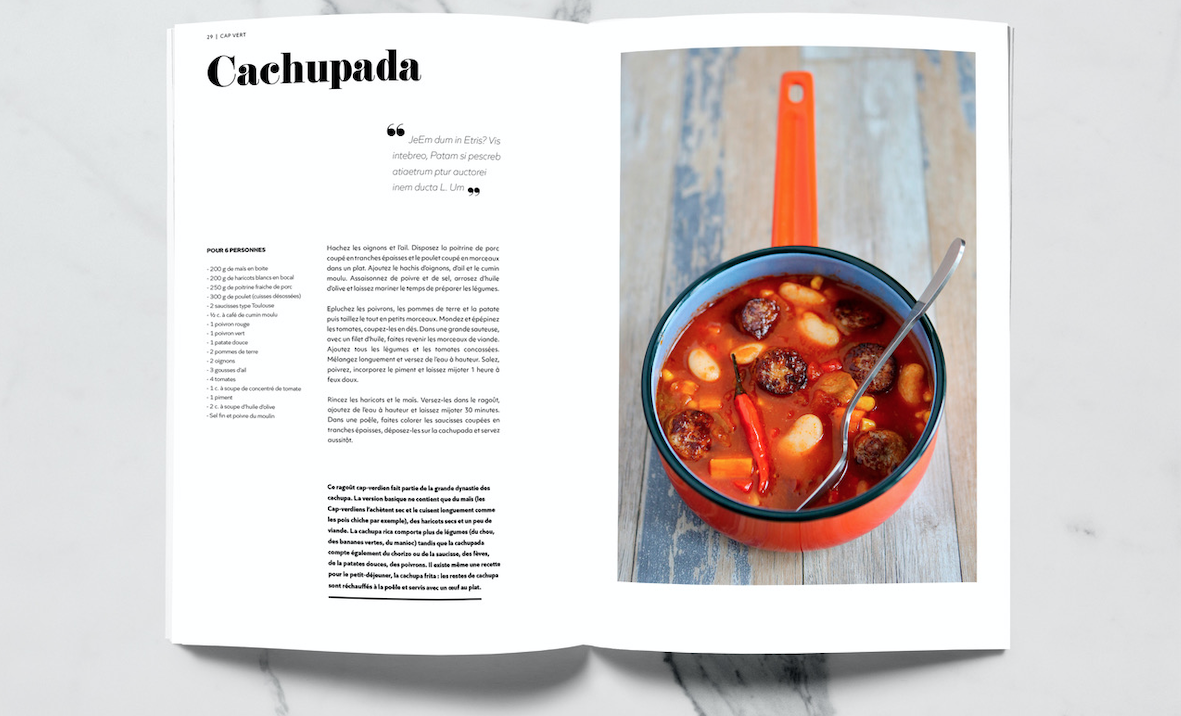 29 | CAP VERT
Cachupada
“ JeEm dum in Etris? Vis
intebreo, Patam si pescreb
atiaetrum ptur auctorei
inem ducta L. Um ”
POUR 6 PERSONNES
- 200 g de maïs en boite
- 200 g de haricots blancs en bocal
- 250 g de poitrine fraiche de porc
- 300 g de poulet (cuisses désossées)
- 2 saucisses type Toulouse
- ½ c. à café de cumin moulu
- 1 poivron rouge
- 1 poivron vert
- 1 patate douce
- 2 pommes de terre
- 2 oignons
- 3 gousses d'ail
- 4 tomates
- 1 c. à soupe de concentré de tomate
- 1 piment
- 2 c. à soupe d'huile d'olive
- Sel fin et poivre du moulin
Hachez les oignons et l'ail. Disposez la poitrine de porc
coupé en tranches épaisses et le poulet coupé en morceaux
dans un plat. Ajoutez le hachis d'oignons, d'ail et le cumin
moulu. Assaisonnez de poivre et de sel, arrosez d'huile
d'olive et laissez mariner le temps de préparer les légumes.
Epluchez les poivrons, les pommes de terre et la patate
puis taillez le tout en petits morceaux. Mondez et épépinez
les tomates, coupez-les en dés. Dans une grande sauteuse,
avec un filet d'huile, faites revenir les morceaux de viande.
Ajoutez tous les légumes et les tomates concassées.
Mélangez longuement et versez de l'eau à hauteur. Salez,
poivrez, incorporez le piment et laissez mijoter 1 heure à
feux doux.
Rincez les haricots et le maïs. Versez-les dans le ragoût,
ajoutez de l'eau à hauteur et laissez mijoter 30 minutes.
Dans une poêle, faites colorer les saucisses coupées en
tranches épaisses, déposez-les sur la cachupada et servez
aussitôt.
Ce ragoût cap-verdien fait partie de la grande dynastie des
cachupa. La version basique ne contient que du maïs (les
Cap-verdiens l'achètent sec et le cuisent longuement comme
les pois chiche par exemple), des haricots secs et un peu de
viande. La cachupa rica comporte plus de légumes (du chou,
des bananes vertes, du manioc) tandis que la cachupada
compte également du chorizo ou de la saucisse, des fèves,
de la patates douces, des poivrons. Il existe même une recette
pour le petit-déjeuner, la cachupa frita : les restes de cachupa
sont réchauffés à la poêle et servis avec un œuf au plat.